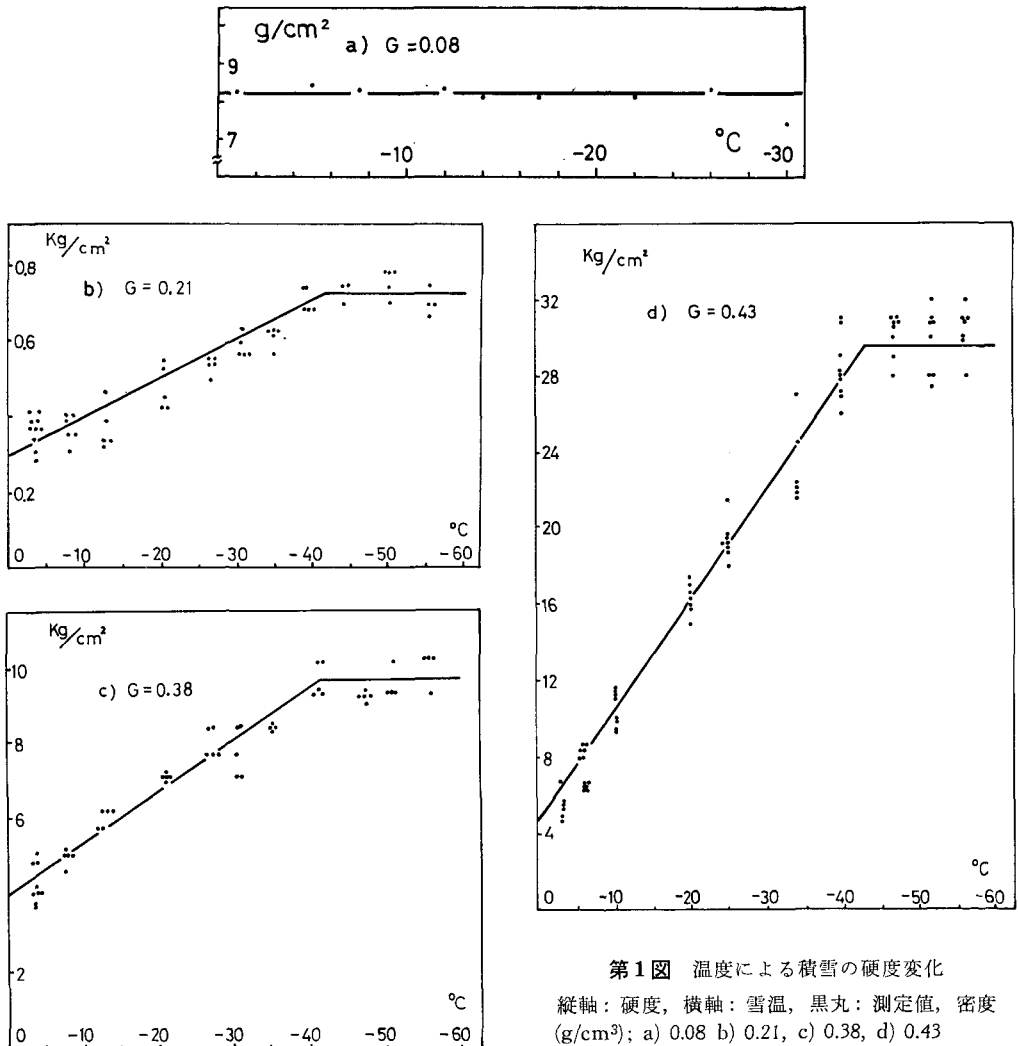 g/cm²
a) G=0.08
9
7
-10
-20
°C
-30
Kg/cm²
0.8
b) G = 0.21
0.6
0.2
°C
0 -10 -20 -30 -40 -50 -60
Kg/cm²
10
c) G=0.38
8
6
2
°C
0 -10 -20 -30 -40 -50 -60
Kg/cm²
32
d) G=0.43
28
24
20
16
12
8
4
°C
0 -10 -20 -30 -40 -50 -60
第1図 温度による積雪の硬度変化
縦軸: 硬度, 横軸: 雪温, 黒丸: 測定値, 密度
(g/cm³); a) 0.08 b) 0.21, c) 0.38, d) 0.43